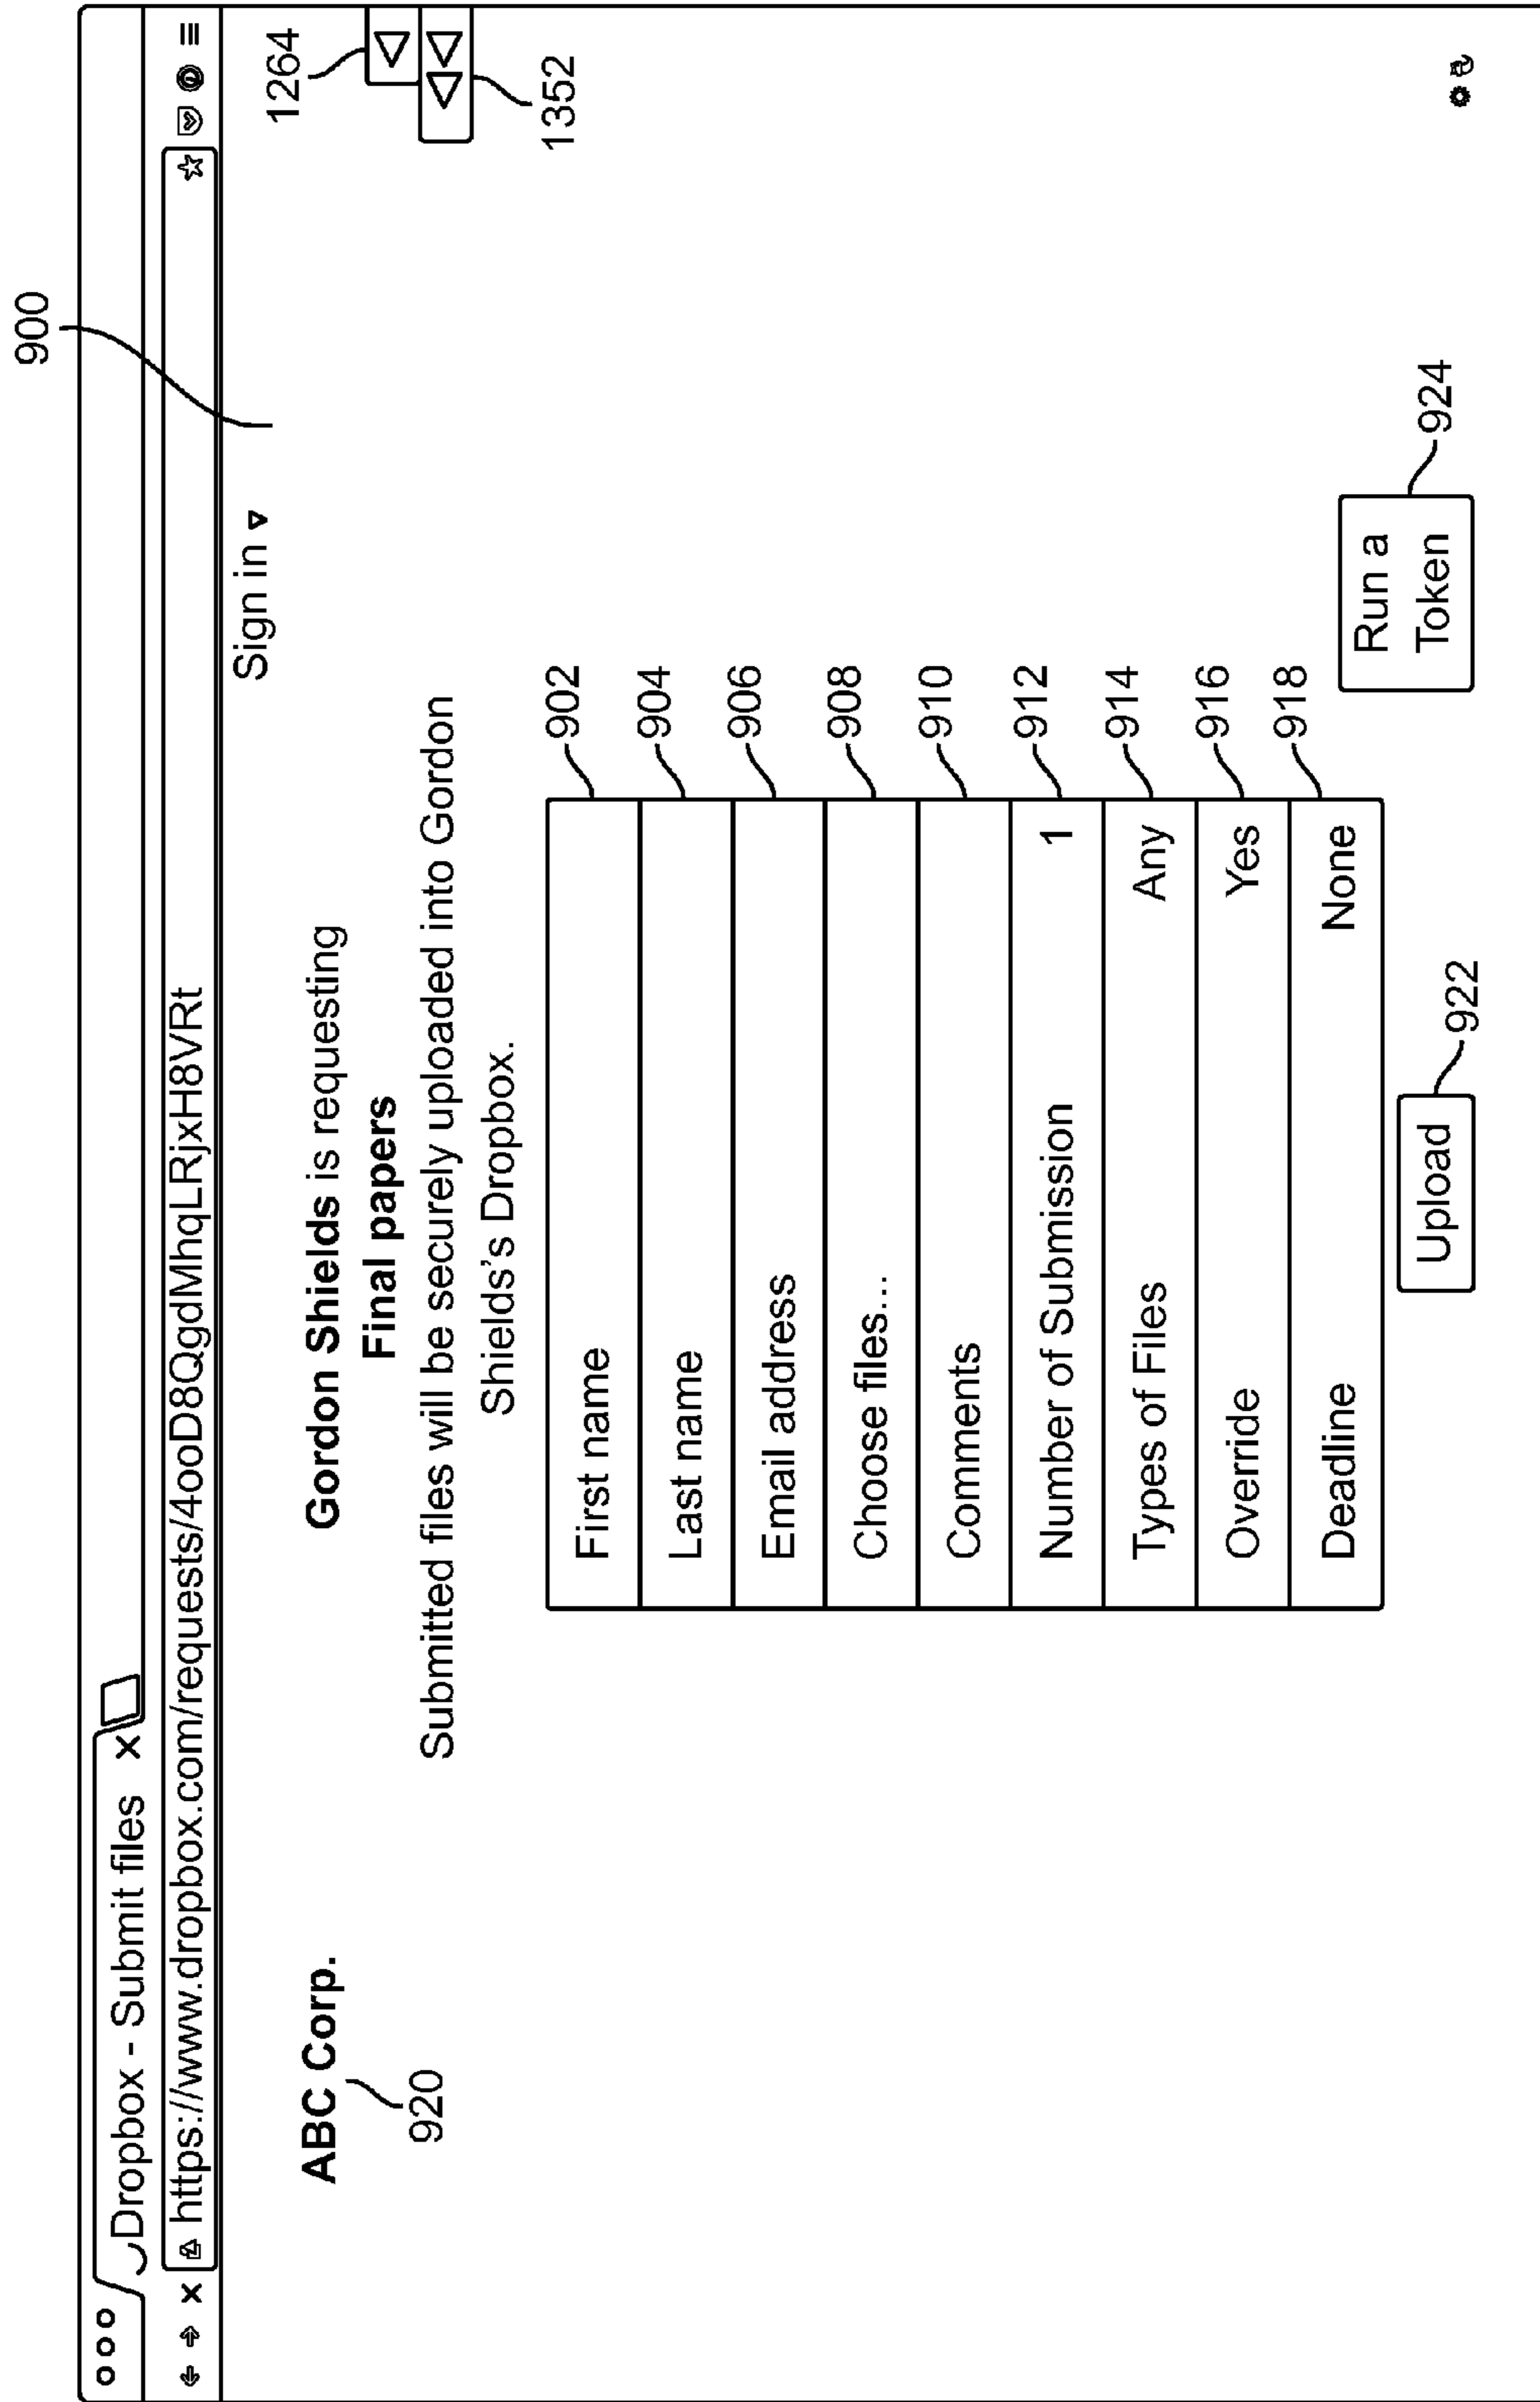 900
Dropbox - Submit files
https://www.dropbox.com/requests/4ooD8QgdMhqLRjxH8VRt
Sign in
1264
ABC Corp.
920
Gordon Shields is requesting
Final papers
Submitted files will be securely uploaded into Gordon
Shields's Dropbox.
1352
First name 902
Last name 904
Email address 906
Choose files... 908
Comments 910
Number of Submission 1 912
Types of Files Any 914
Override Yes 916
Deadline None 918
Upload 922
Run a
Token
924